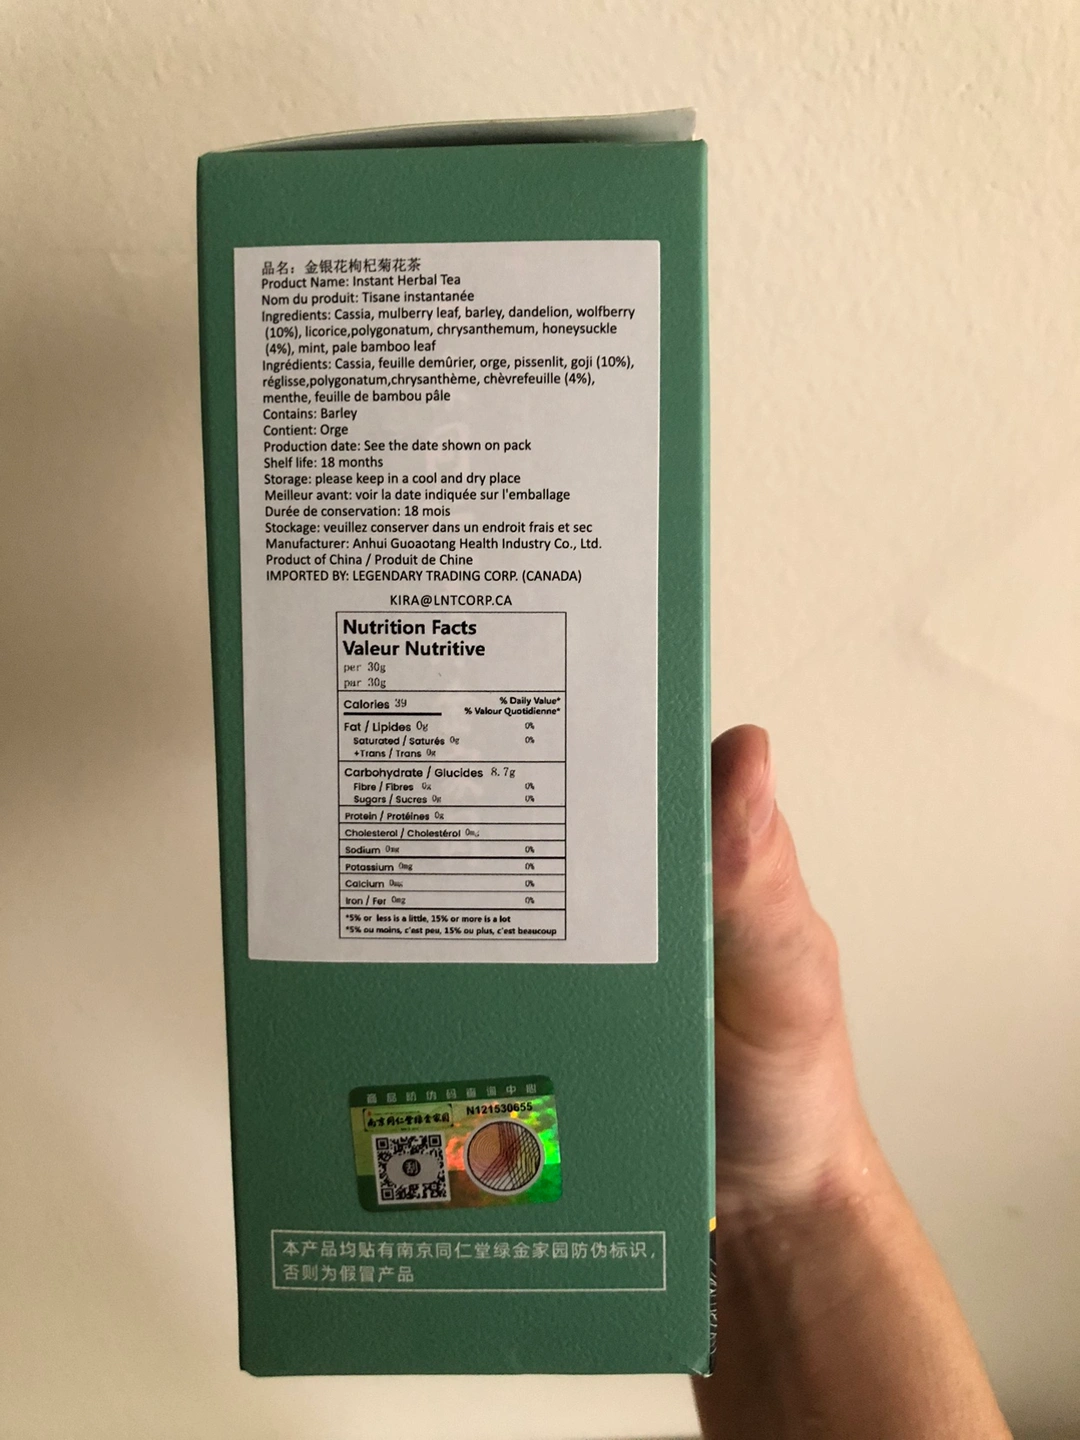 品名：金银花枸杞菊花茶
Product Name: Instant Herbal Tea
Nom du produit: Tisane instantanée
Ingredients: Cassia, mulberry leaf, barley, dandelion, wolfberry
(10%), licorice,polygonatum, chrysanthemum, honeysuckle
(4%), mint, pale bamboo leaf
Ingrédients: Cassia, feuille demûrier, orge, pissenlit, goji (10%),
réglisse,polygonatum,chrysanthème, chèvrefeuille (4%),
menthe, feuille de bambou pâle
Contains: Barley
Contient: Orge
Production date: See the date shown on pack
Shelf life: 18 months
Storage: please keep in a cool and dry place
Meilleur avant: voir la date indiquée sur l'emballage
Durée de conservation: 18 mois
Stockage: veuillez conserver dans un endroit frais et sec
Manufacturer: Anhui Guoaotang Health Industry Co., Ltd.
Product of China / Produit de Chine
IMPORTED BY: LEGENDARY TRADING CORP. (CANADA)
KIRA@LNTCORP.CA
Nutrition Facts
Valeur Nutritive
per 30g
par 30g
Calories 39 % Daily Value*
% Valour Quotidienne*
Fat / Lipides 0g 0%
Saturated / Saturés 0g 0%
+Trans / Trans 0g
Carbohydrate / Glucides 8.7g
Fibre / Fibres 0g 0%
Sugars / Sucres 0g 0%
Protein / Protéines 0g
Cholesterol / Cholestérol 0mg
Sodium 0mg 0%
Potassium 0mg 0%
Calcium 0mg 0%
Iron / Fer 0mg 0%
*5% or less is a little, 15% or more is a lot
*5% ou moins, c'est peu, 15% ou plus, c'est beaucoup
商品防伪码查询中心
南京同仁堂绿金家园
N121530655
刮
本产品均贴有南京同仁堂绿金家园防伪标识，
否则为假冒产品